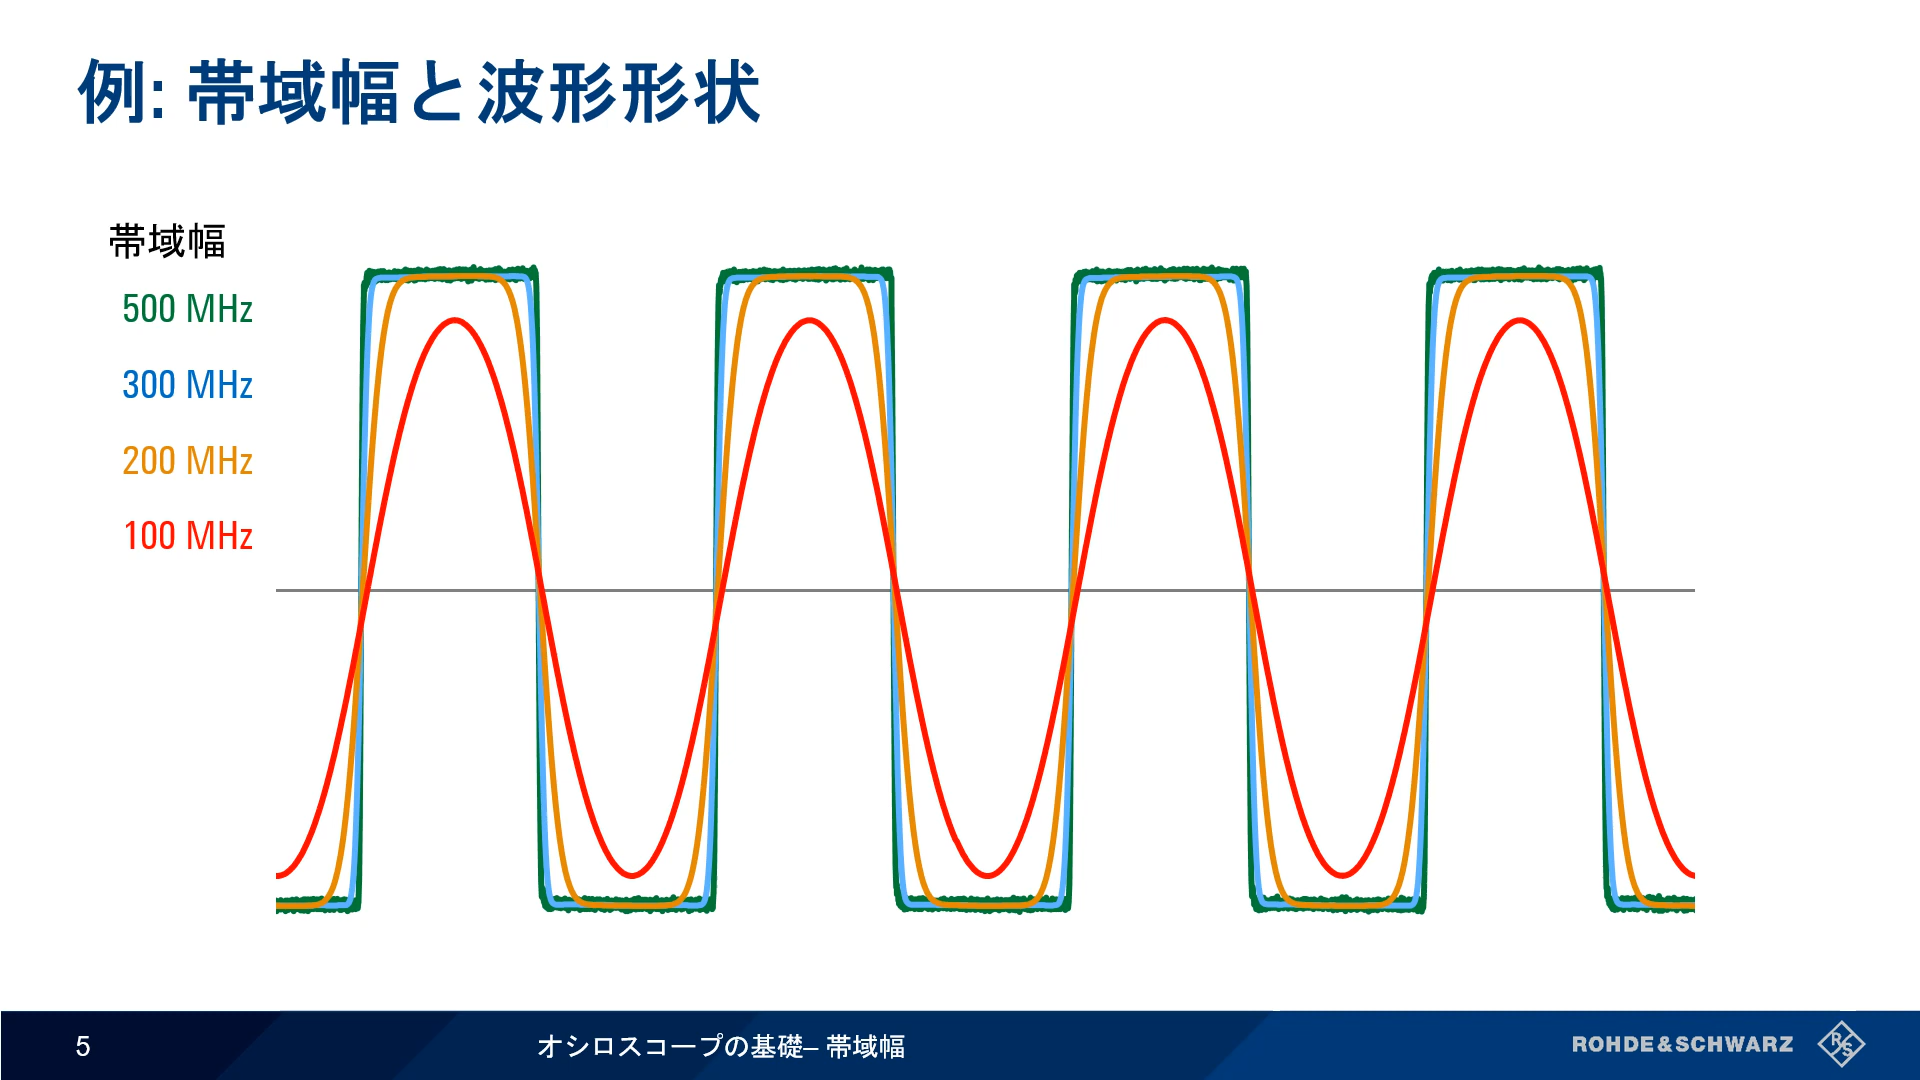 例: 帯域幅と波形形状
帯域幅
500 MHz
300 MHz
200 MHz
100 MHz
5
オシロスコープの基礎– 帯域幅
ROHDE&SCHWARZ
R&S